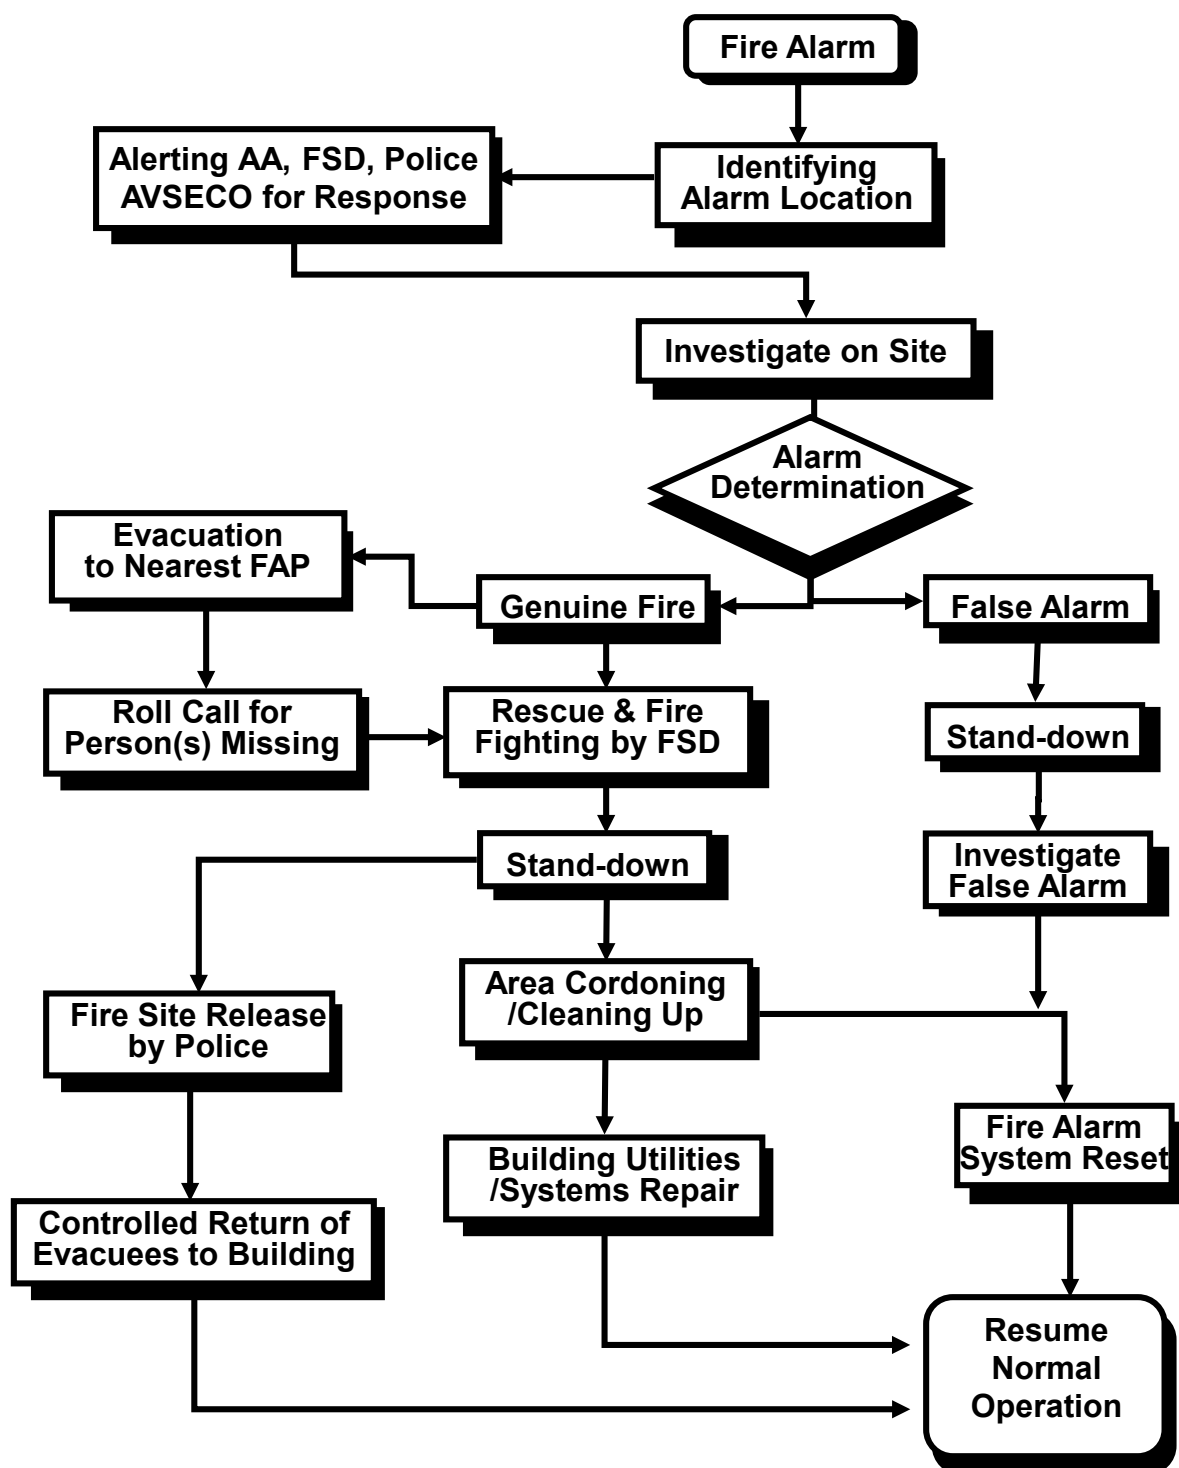 Fire Alarm
Identifying
Alarm Location
Alerting AA, FSD, Police
AVSECO for Response
Investigate on Site
Alarm
Determination
Evacuation
to Nearest FAP
Genuine Fire
False Alarm
Roll Call for
Person(s) Missing
Rescue & Fire
Fighting by FSD
Stand-down
Stand-down
Investigate
False Alarm
Fire Site Release
by Police
Area Cordoning
/Cleaning Up
Fire Alarm
System Reset
Building Utilities
/Systems Repair
Controlled Return of
Evacuees to Building
Resume
Normal
Operation